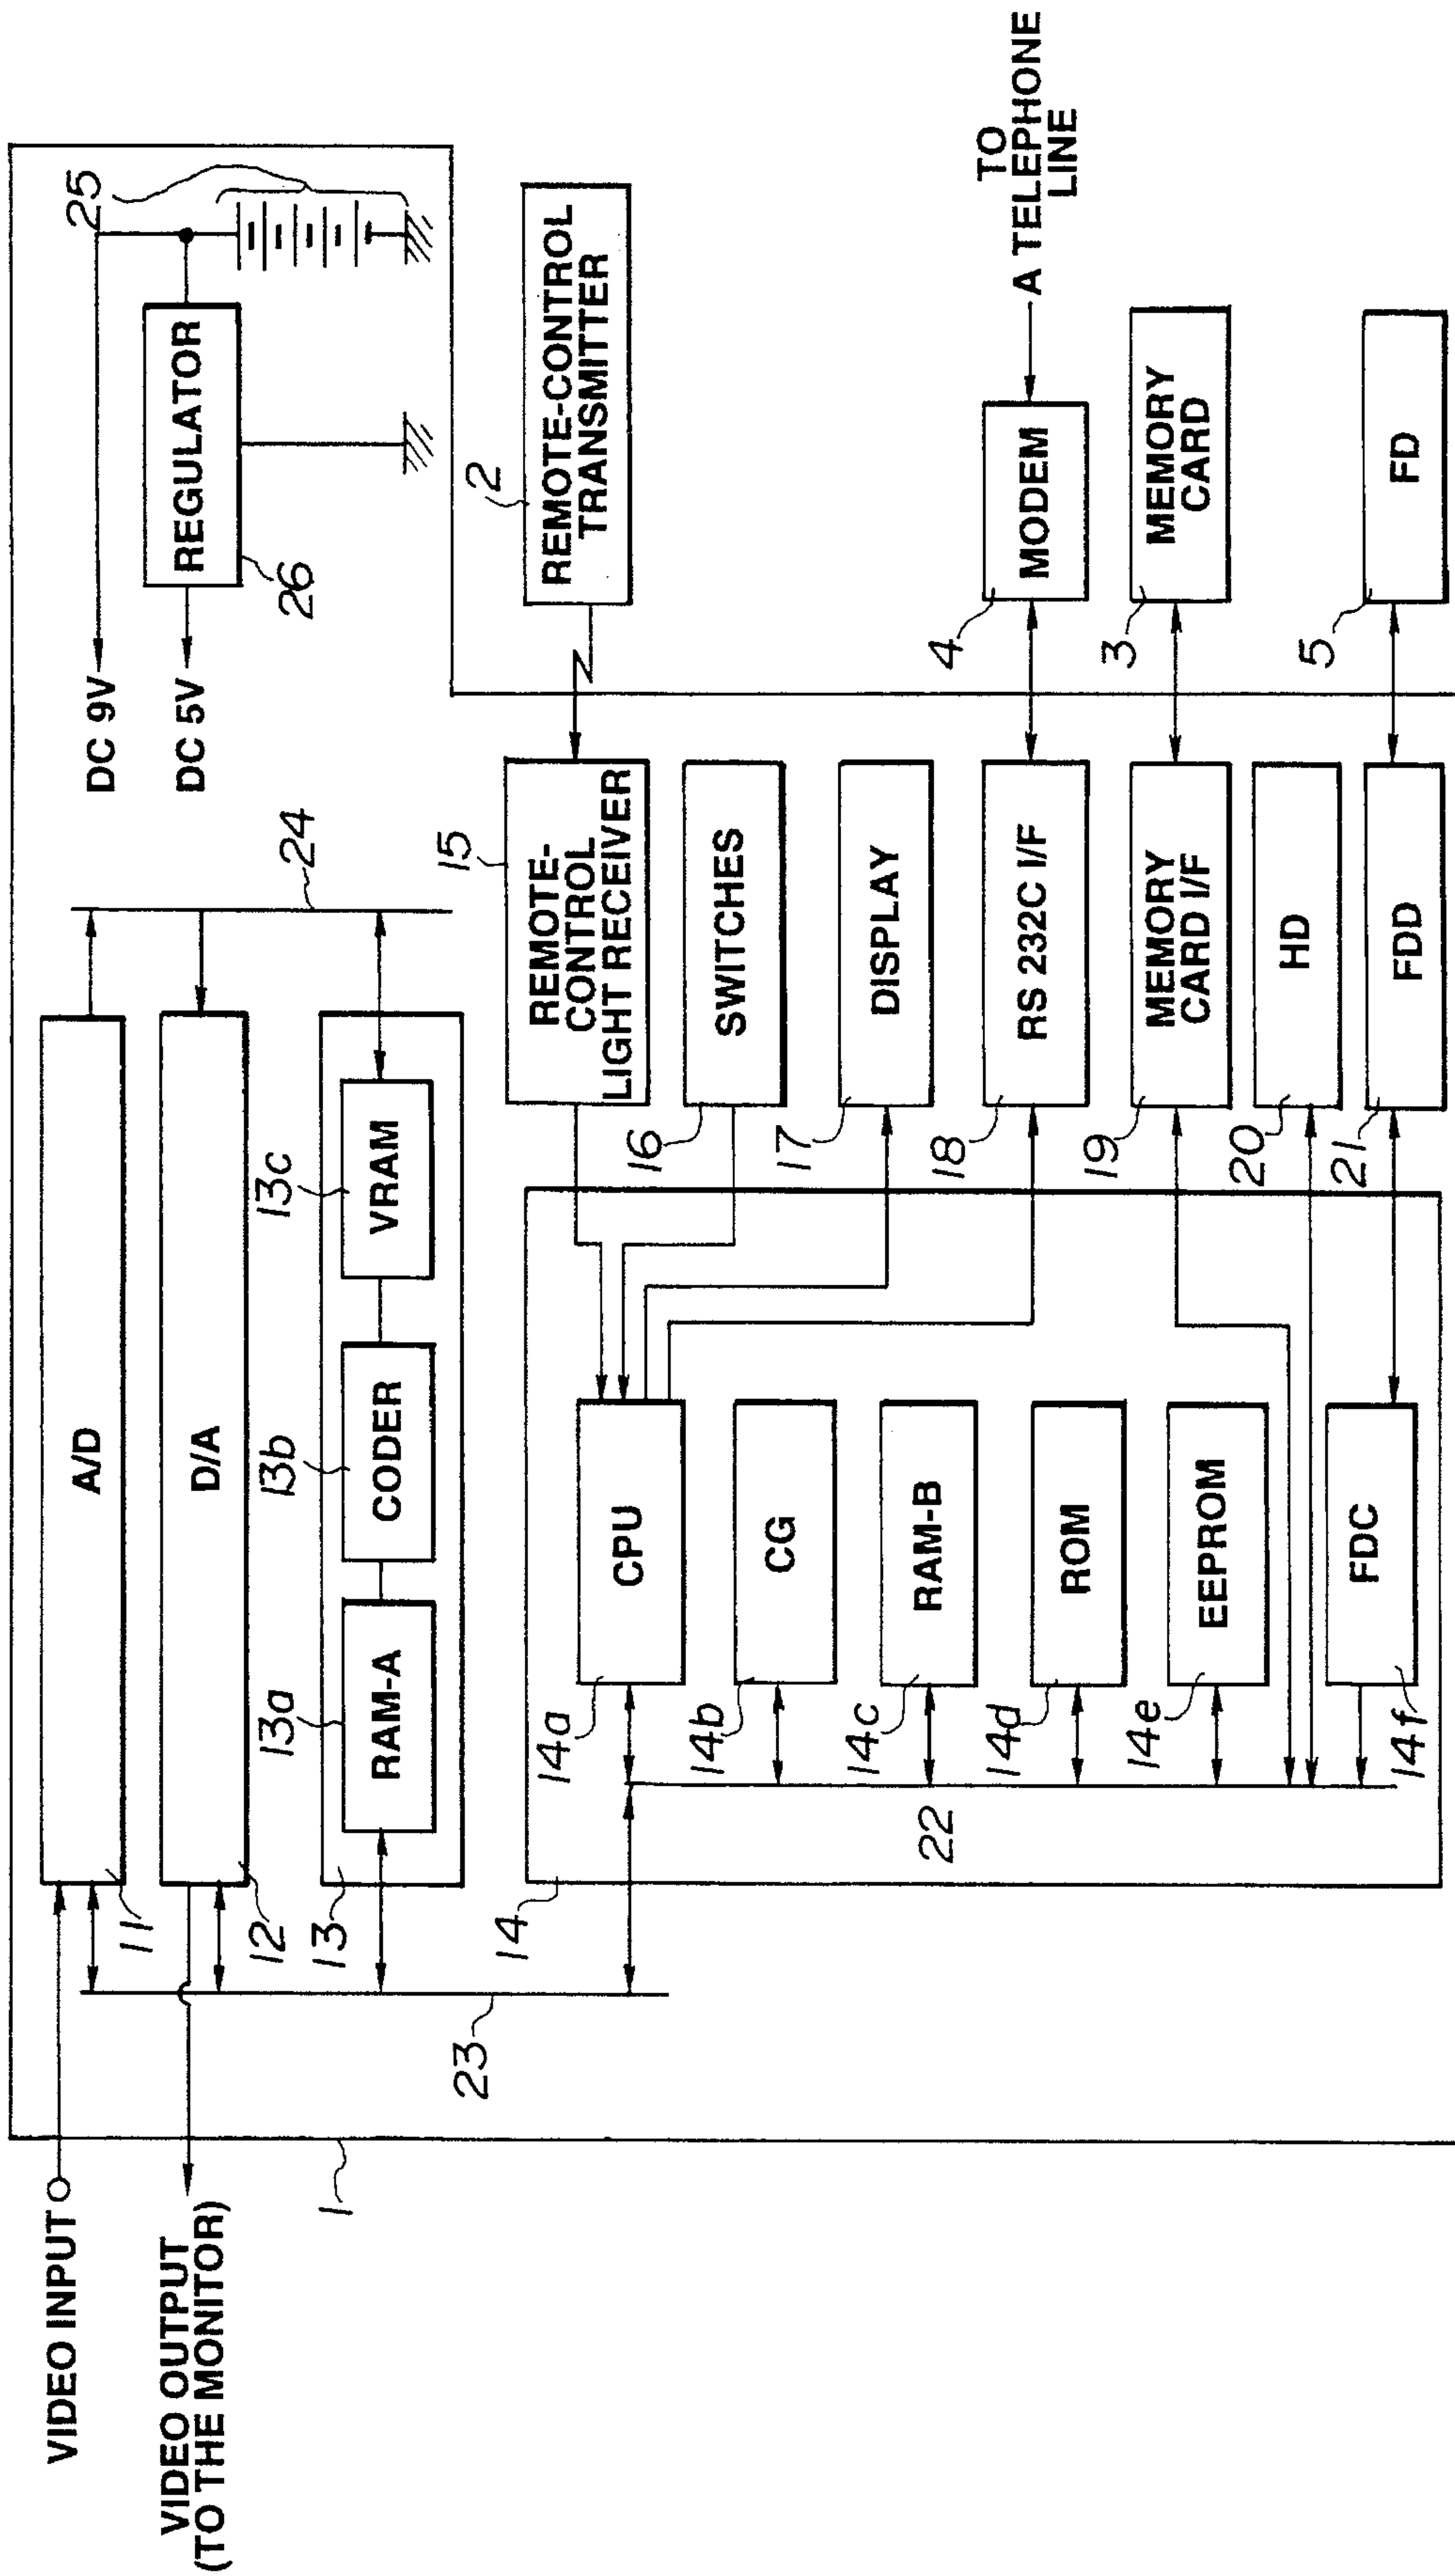 VIDEO INPUT
VIDEO OUTPUT
(TO THE MONITOR)
1
A/D
11
D/A
12
13
13a
RAM-A
13b
CODER
13c
VRAM
23
24
DC 9V
DC 5V
REGULATOR
26
25
14
14a
CPU
14b
CG
14c
RAM-B
14d
ROM
14e
EEPROM
14f
FDC
22
15
REMOTE-
CONTROL
LIGHT RECEIVER
16
SWITCHES
17
DISPLAY
18
RS 232C I/F
19
MEMORY
CARD I/F
20
HD
21
FDD
2
REMOTE-CONTROL
TRANSMITTER
4
MODEM
TO
A TELEPHONE
LINE
3
MEMORY
CARD
5
FD